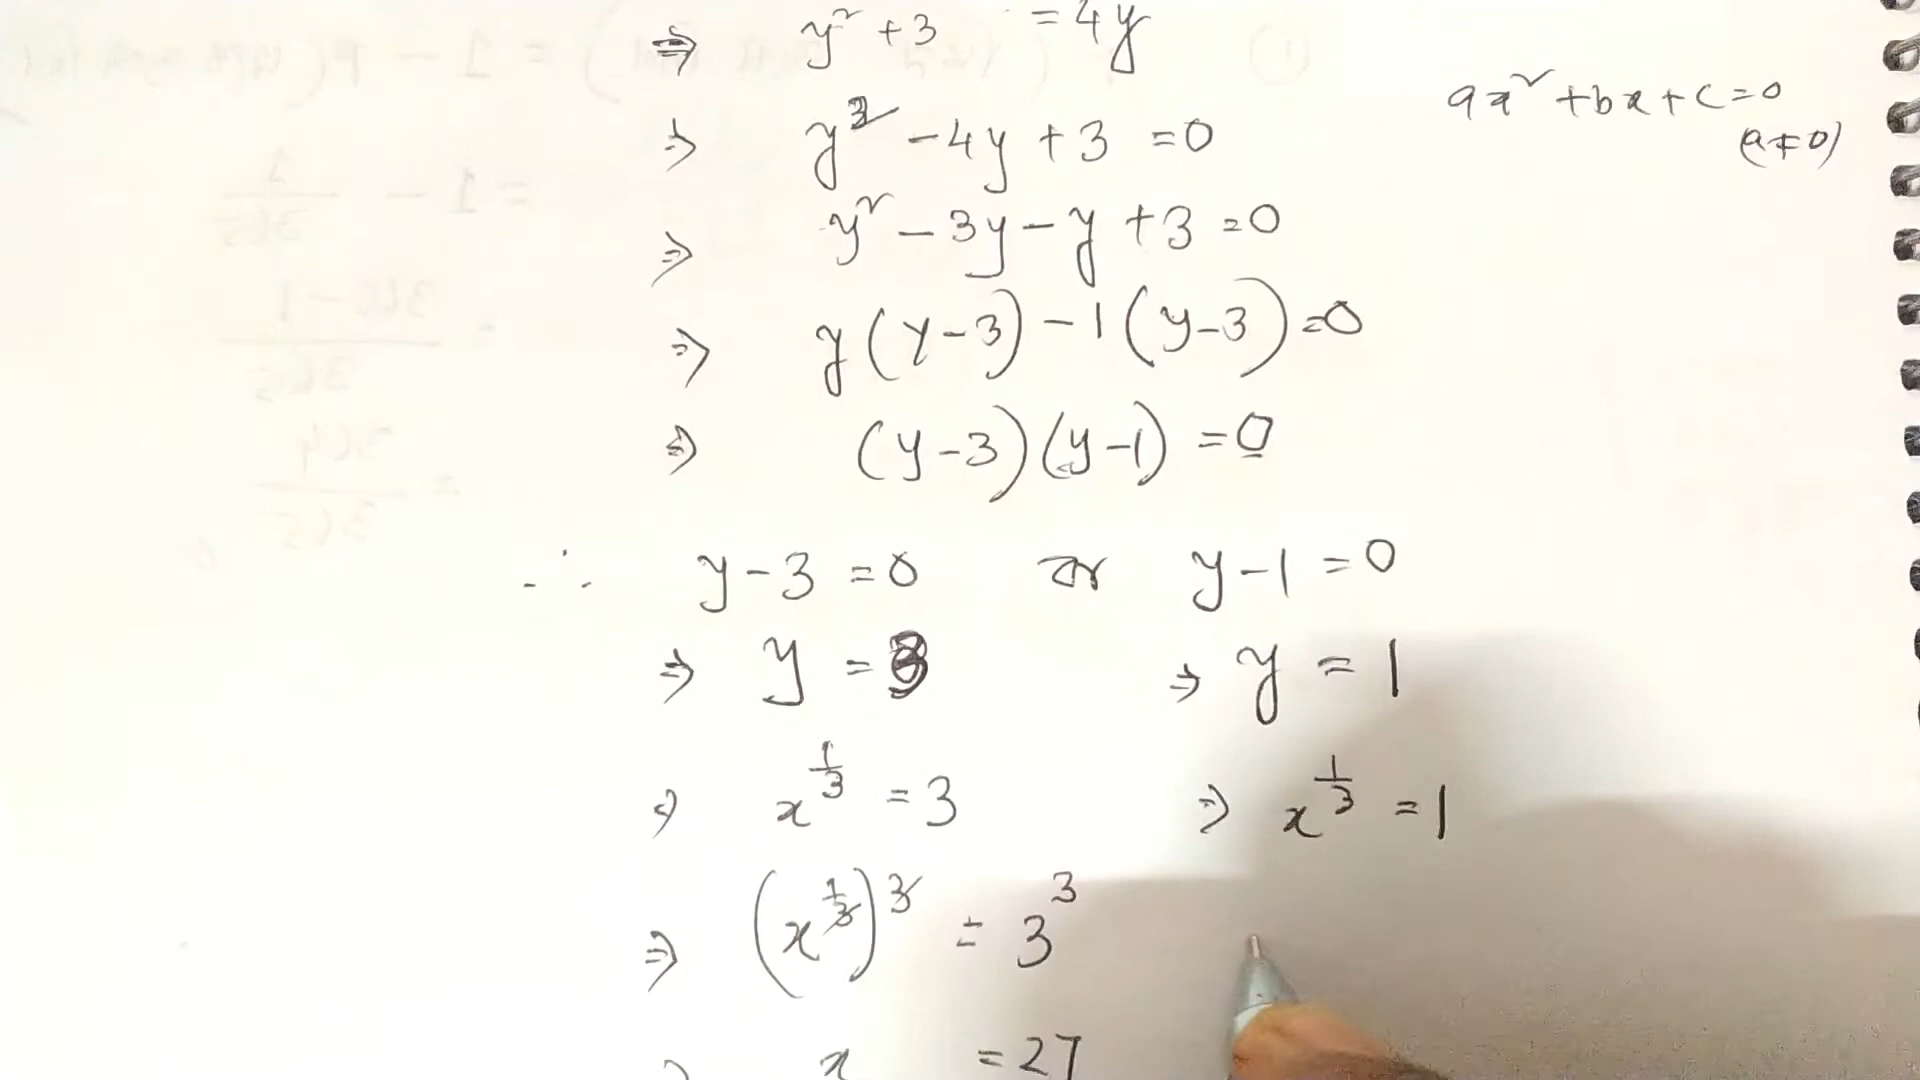 ⇒ y² + 3 = 4y
ax² + bx + c = 0
(a ≠ 0)
⇒ y² - 4y + 3 = 0
⇒ y² - 3y - y + 3 = 0
⇒ y(y-3) - 1(y-3) = 0
⇒ (y-3)(y-1) = 0
∴ y - 3 = 0 or y - 1 = 0
⇒ y = 3 ⇒ y = 1
⇒ x^(1/3) = 3 ⇒ x^(1/3) = 1
⇒ (x^(1/3))^3 = 3^3
⇒ x = 27